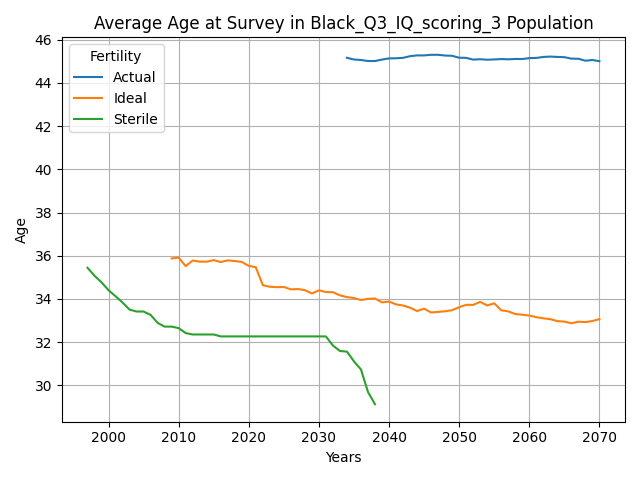 Average Age at Survey in Black_Q3_IQ_scoring_3 Population
46
44
42
40
38
36
34
32
30
Age
Fertility
Actual
Ideal
Sterile
2000 2010 2020 2030 2040 2050 2060 2070
Years